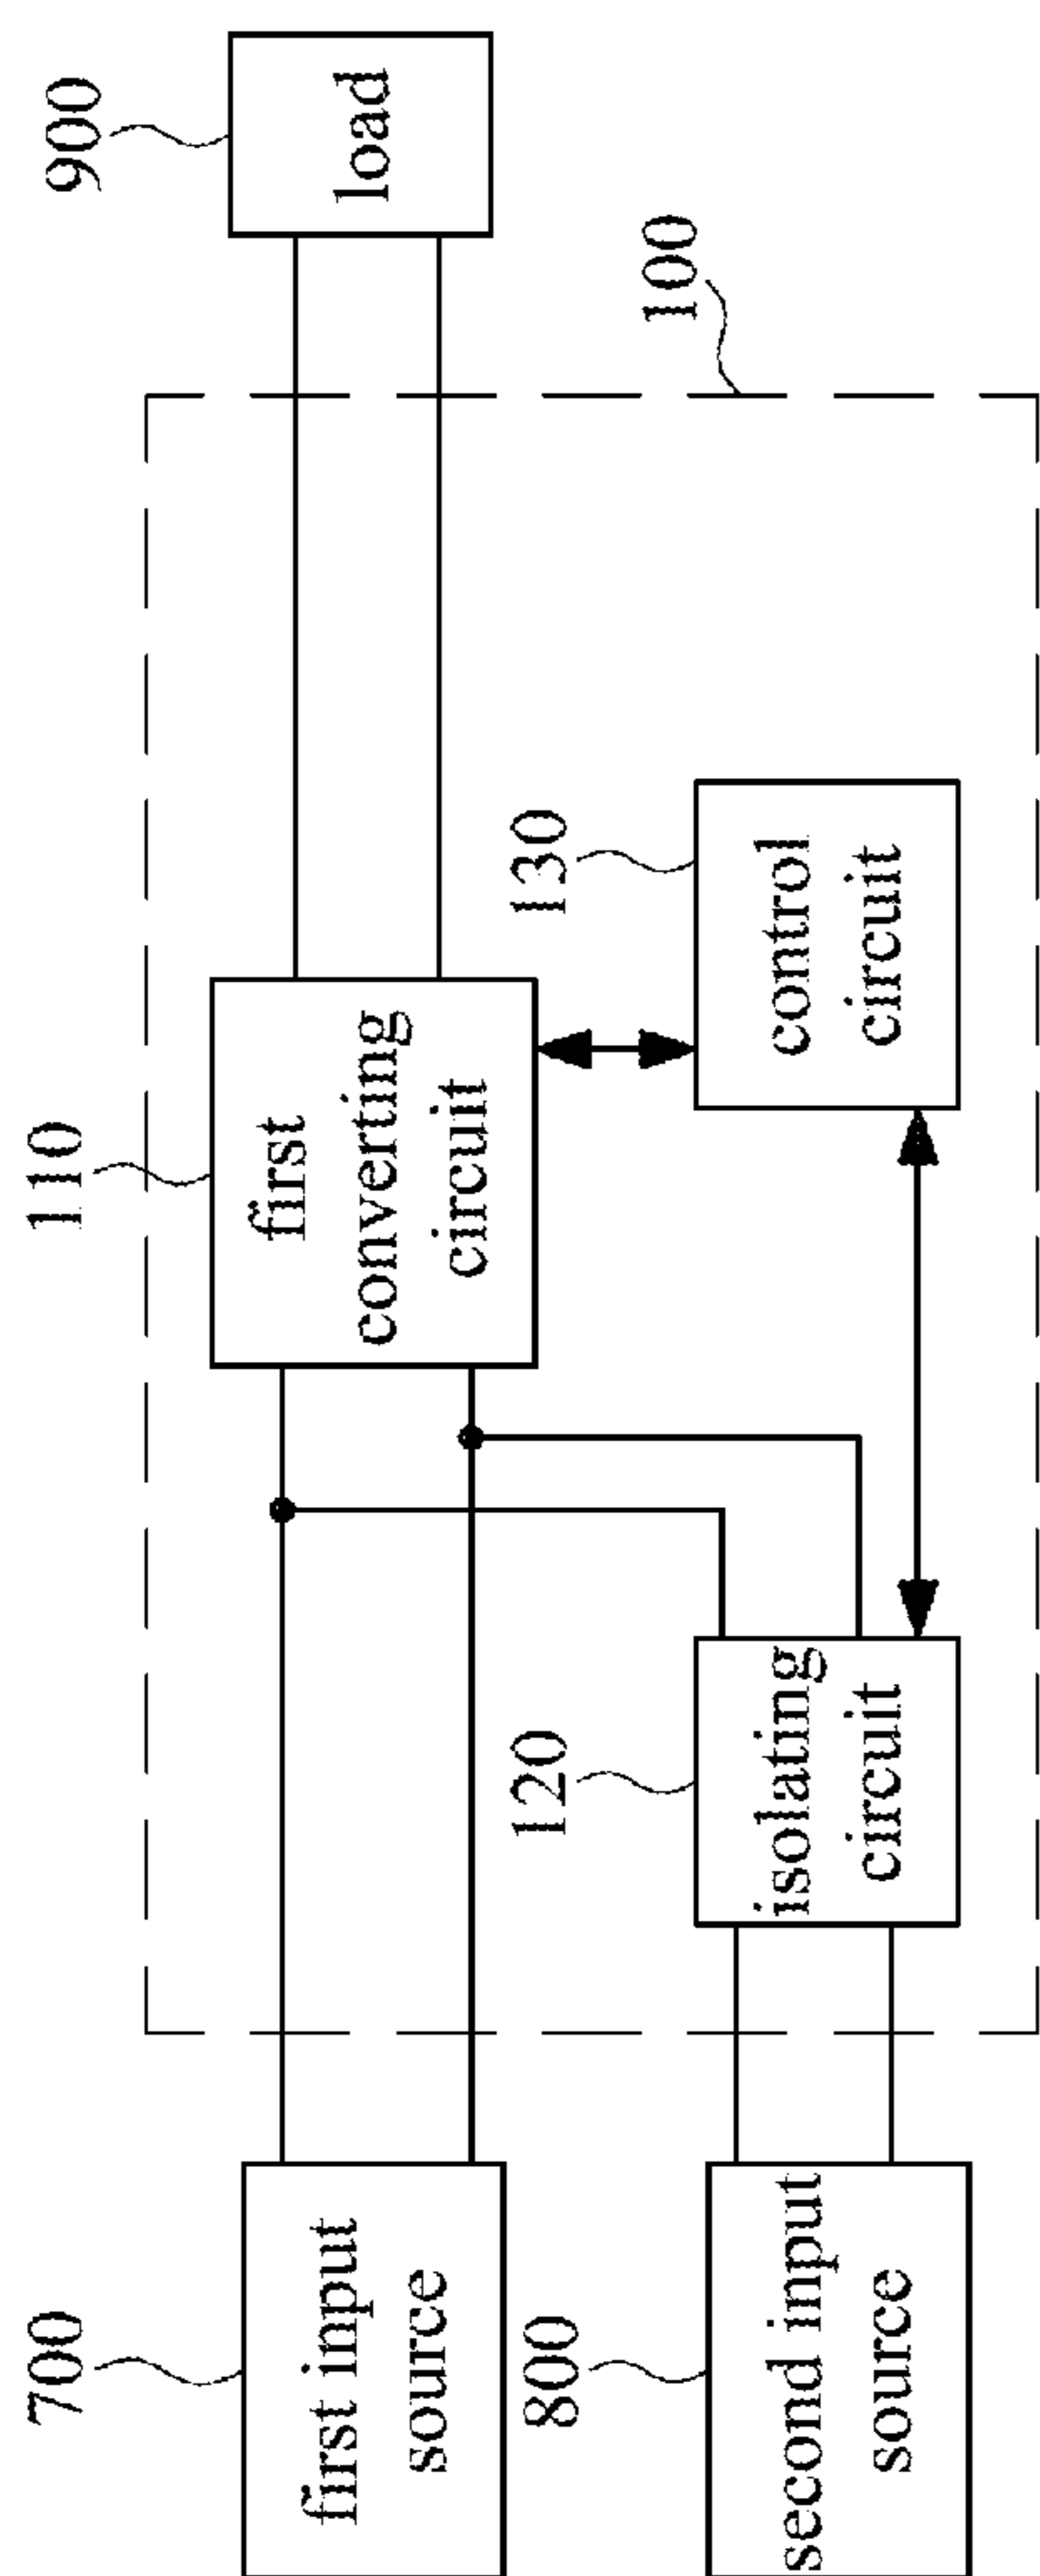 700
first input
source
800
second input
source
110
first
converting
circuit
120
isolating
circuit
130
control
circuit
100
900
load